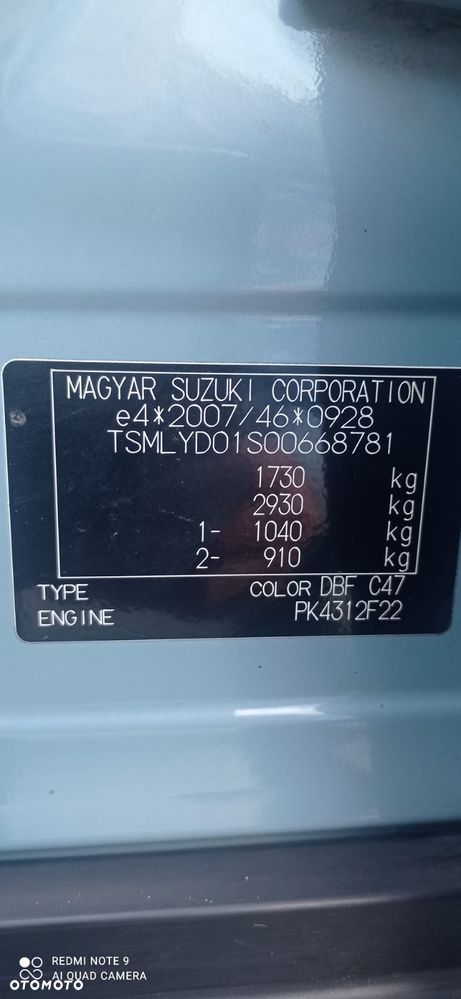 MAGYAR SUZUKI CORPORATION
e4*2007/46*0928
TSMLYD01S00668781
1730 kg
2930 kg
1- 1040 kg
2- 910 kg
TYPE COLOR DBF C47
ENGINE PK4312F22
REDMI NOTE 9
AI QUAD CAMERA
OTOMOTO